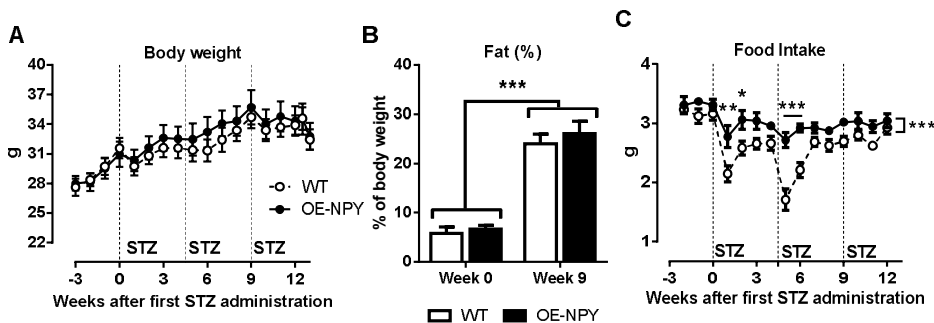 A
Body weight
40
37
34
31
28
25
22
g
WT
OE-NPY
STZ
STZ
STZ
-3
0
3
6
9
12
Weeks after first STZ administration
B
Fat (%)
% of body weight
40
30
20
10
0
***
Week 0
Week 9
WT
OE-NPY
C
Food Intake
4
3
2
1
g
**
*
***
***
STZ
STZ
STZ
-3
0
3
6
9
12
Weeks after first STZ administration